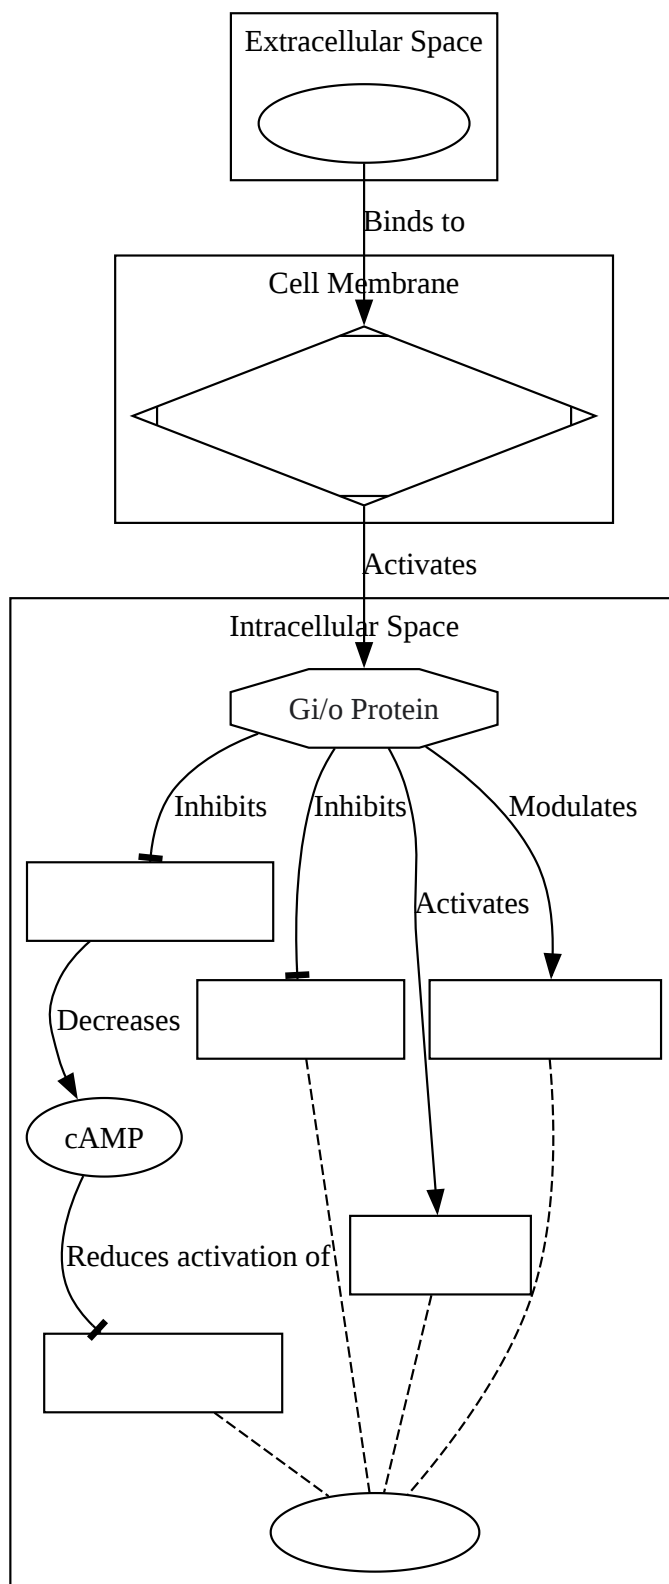 Extracellular Space
Binds to
Cell Membrane
Activates
Intracellular Space
Gi/o Protein
Inhibits
Inhibits
Modulates
Activates
Decreases
cAMP
Reduces activation of